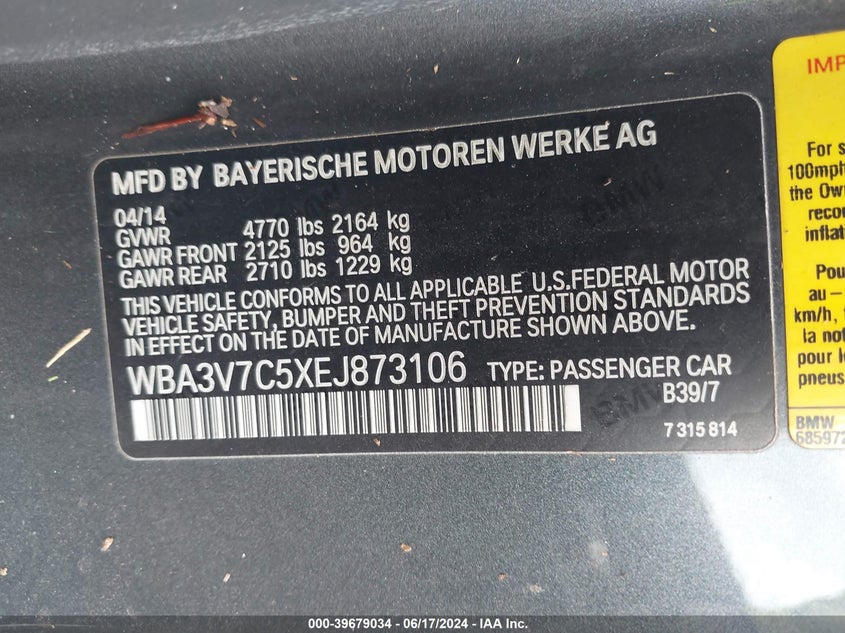 MFD BY BAYERISCHE MOTOREN WERKE AG
04/14
GVWR 4770 lbs 2164 kg
GAWR FRONT 2125 lbs 964 kg
GAWR REAR 2710 lbs 1229 kg
THIS VEHICLE CONFORMS TO ALL APPLICABLE U.S.FEDERAL MOTOR
VEHICLE SAFETY, BUMPER AND THEFT PREVENTION STANDARDS
IN EFFECT ON THE DATE OF MANUFACTURE SHOWN ABOVE.
WBA3V7C5XEJ873106 TYPE: PASSENGER CAR
B39/7
7 315 814
IMP
For s
100mph
the Ow
reco
inflat
Pou
au –
km/h,
la not
pour l
pneus
BMW
68597
000-39679034 / 06/17/2024 - IAA Inc.